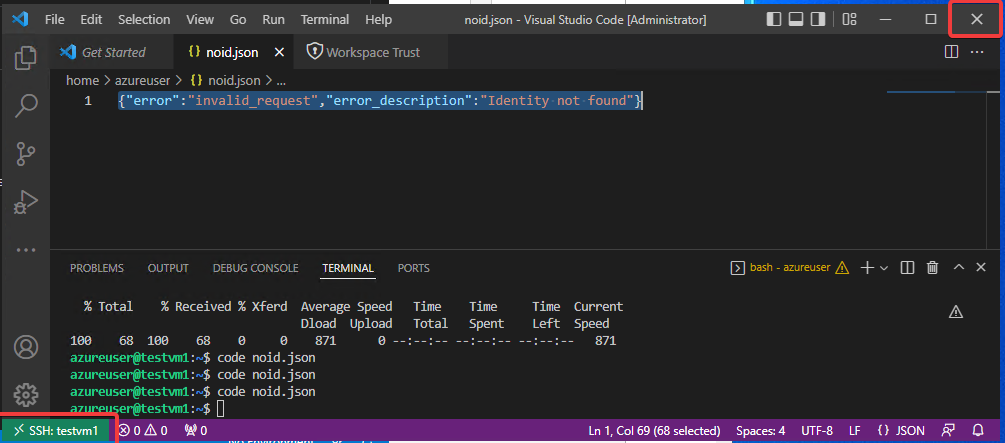 File Edit Selection View Go Run Terminal Help noid.json - Visual Studio Code [Administrator]
Get Started {} noid.json Workspace Trust
home > azureuser > {} noid.json > ...
1 {"error":"invalid_request","error_description":"Identity not found"}
PROBLEMS OUTPUT DEBUG CONSOLE TERMINAL PORTS bash - azureuser
% Total % Received % Xferd Average Speed Time Time Time Current
Dload Upload Total Spent Left Speed
100 68 100 68 0 0 871 0 --:--:-- --:--:-- --:--:-- 871
azureuser@testvm1:~$ code noid.json
azureuser@testvm1:~$ code noid.json
azureuser@testvm1:~$ code noid.json
azureuser@testvm1:~$
SSH: testvm1 0 0 0 Ln 1, Col 69 (68 selected) Spaces: 4 UTF-8 LF {} JSON